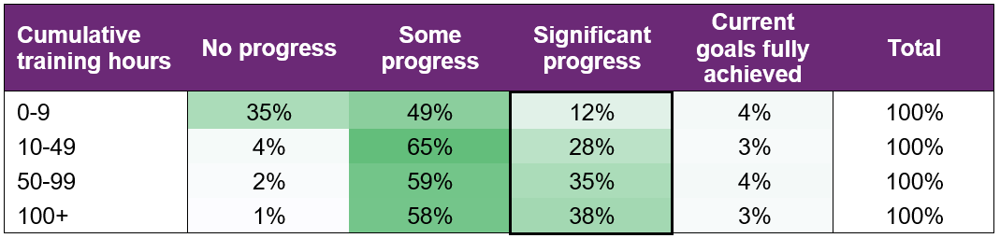 Cumulative training hours No progress Some progress Significant progress Current goals fully achieved Total
0-9 35% 49% 12% 4% 100%
10-49 4% 65% 28% 3% 100%
50-99 2% 59% 35% 4% 100%
100+ 1% 58% 38% 3% 100%